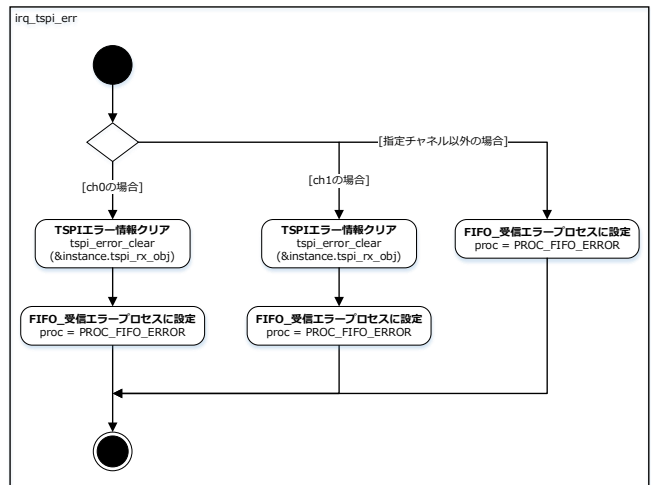 irq_tspi_err
[指定チャネル以外の場合]
[ch0の場合]
[ch1の場合]
TSPIエラー情報クリア
tspi_error_clear
(&instance.tspi_rx_obj)
TSPIエラー情報クリア
tspi_error_clear
(&instance.tspi_rx_obj)
FIFO_受信エラープロセスに設定
proc = PROC_FIFO_ERROR
FIFO_受信エラープロセスに設定
proc = PROC_FIFO_ERROR
FIFO_受信エラープロセスに設定
proc = PROC_FIFO_ERROR